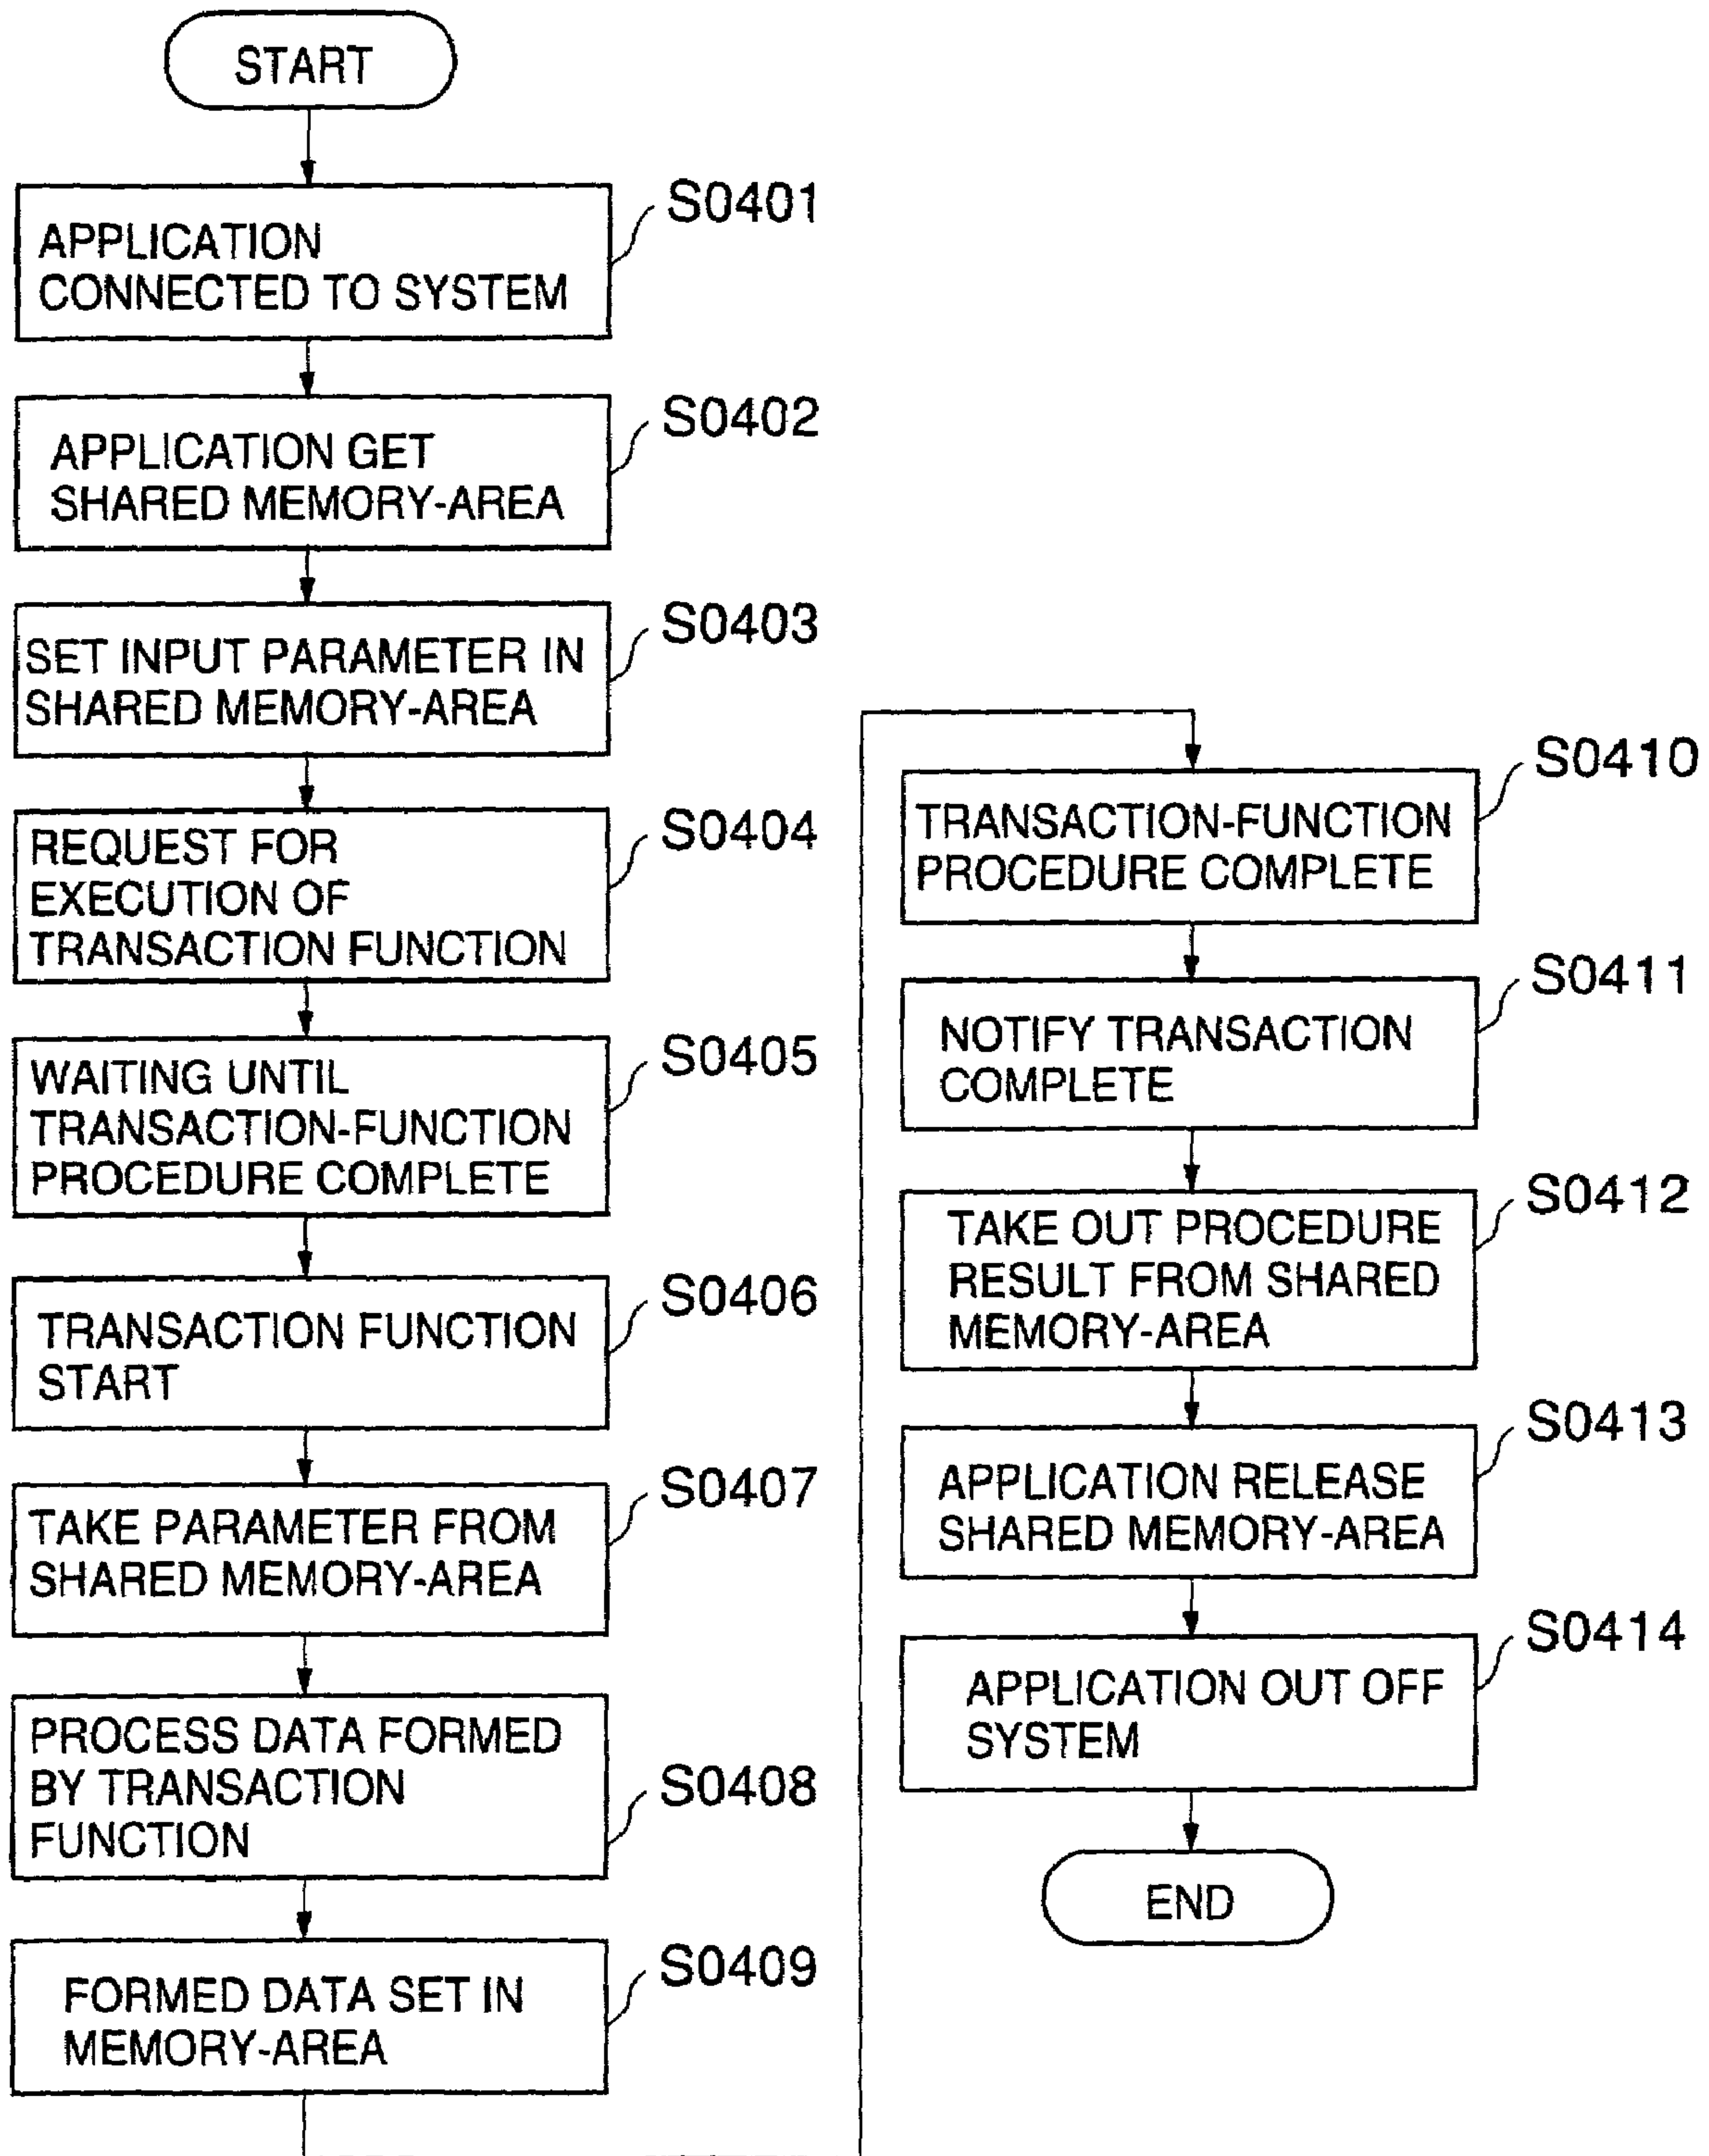 START
S0401
APPLICATION
CONNECTED TO SYSTEM
S0402
APPLICATION GET
SHARED MEMORY-AREA
S0403
SET INPUT PARAMETER IN
SHARED MEMORY-AREA
S0404
REQUEST FOR
EXECUTION OF
TRANSACTION FUNCTION
S0405
WAITING UNTIL
TRANSACTION-FUNCTION
PROCEDURE COMPLETE
S0406
TRANSACTION FUNCTION
START
S0407
TAKE PARAMETER FROM
SHARED MEMORY-AREA
S0408
PROCESS DATA FORMED
BY TRANSACTION
FUNCTION
S0409
FORMED DATA SET IN
MEMORY-AREA
S0410
TRANSACTION-FUNCTION
PROCEDURE COMPLETE
S0411
NOTIFY TRANSACTION
COMPLETE
S0412
TAKE OUT PROCEDURE
RESULT FROM SHARED
MEMORY-AREA
S0413
APPLICATION RELEASE
SHARED MEMORY-AREA
S0414
APPLICATION OUT OFF
SYSTEM
END